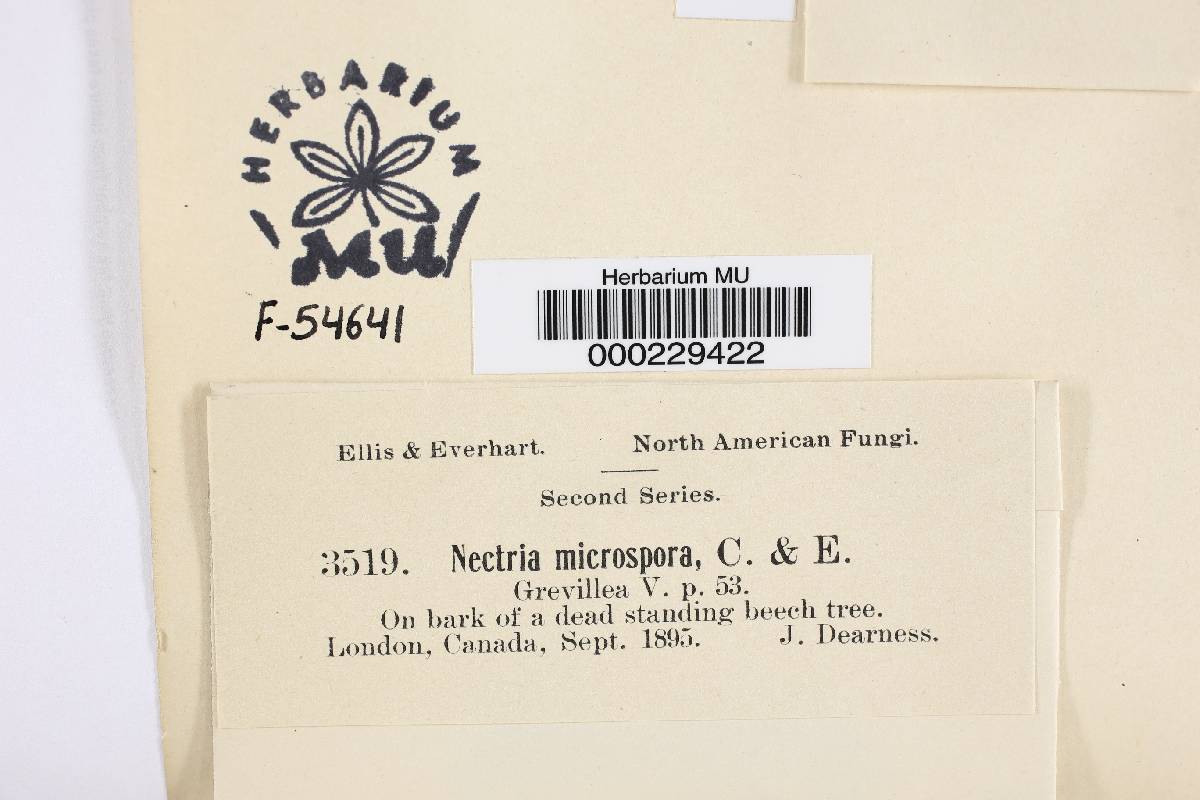 HERBARIUM
MU
F-54641
Herbarium MU
000229422
Ellis & Everhart. North American Fungi.
Second Series.
3519. Nectria microspora, C. & E.
Grevillea V. p. 53.
On bark of a dead standing beech tree.
London, Canada, Sept. 1895. J. Dearness.